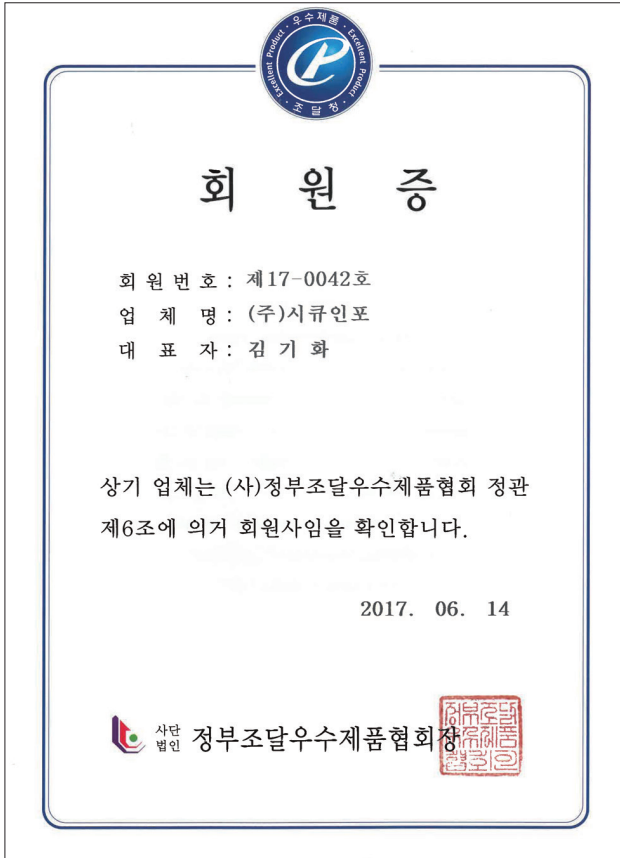 · 우수제품 ·
Excellent Product
Excellent Product
· 조달청 ·
회 원 증
회 원 번 호 : 제17-0042호
업 체 명 : (주)시큐인포
대 표 자 : 김 기 화
상기 업체는 (사)정부조달우수제품협회 정관
제6조에 의거 회원사임을 확인합니다.
2017. 06. 14
사단
법인 정부조달우수제품협회장